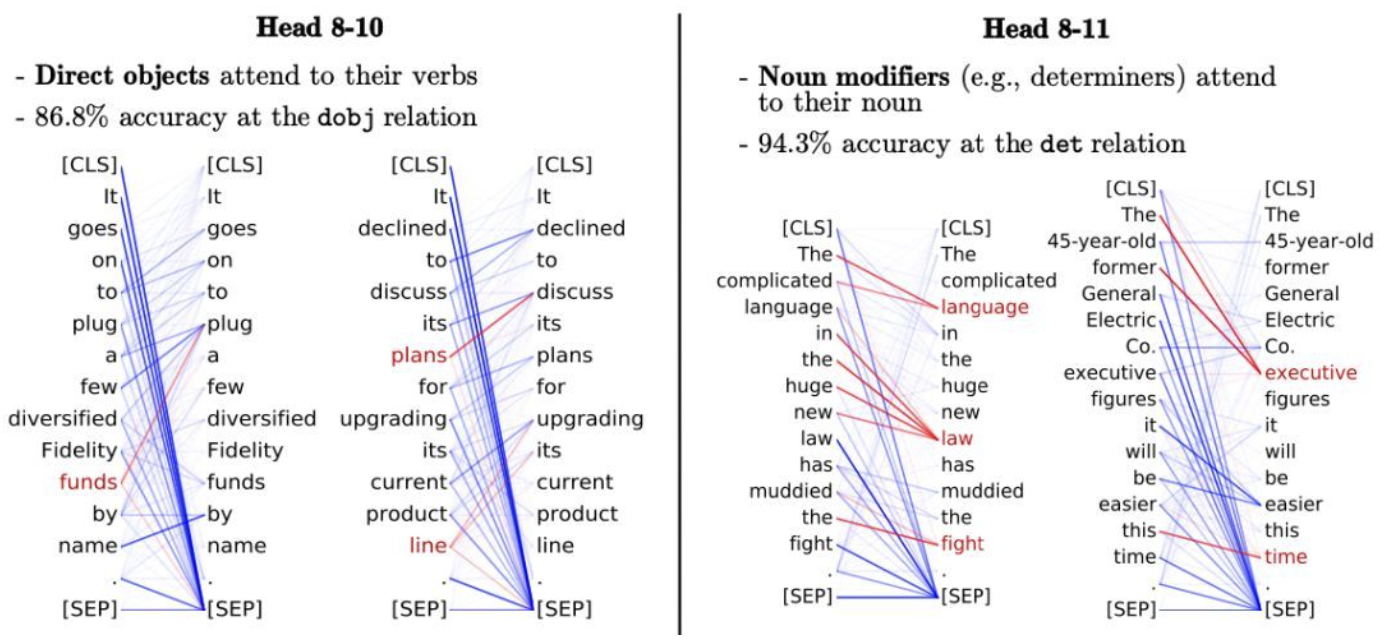 Head 8-10
- Direct objects attend to their verbs
- 86.8% accuracy at the dobj relation
[CLS] [CLS]
It It
goes goes
on on
to to
plug plug
a a
few few
diversified diversified
Fidelity Fidelity
funds funds
by by
name name
. .
[SEP] [SEP]
[CLS] [CLS]
It It
declined declined
to to
discuss discuss
its its
plans plans
for for
upgrading upgrading
its its
current current
product product
line line
. .
[SEP] [SEP]
Head 8-11
- Noun modifiers (e.g., determiners) attend
to their noun
- 94.3% accuracy at the det relation
[CLS] [CLS]
The The
complicated complicated
language language
in in
the the
huge huge
new new
law law
has has
muddied muddied
the the
fight fight
. .
[SEP] [SEP]
[CLS] [CLS]
The The
45-year-old 45-year-old
former former
General General
Electric Electric
Co. Co.
executive executive
figures figures
it it
will will
be be
easier easier
this this
time time
. .
[SEP] [SEP]